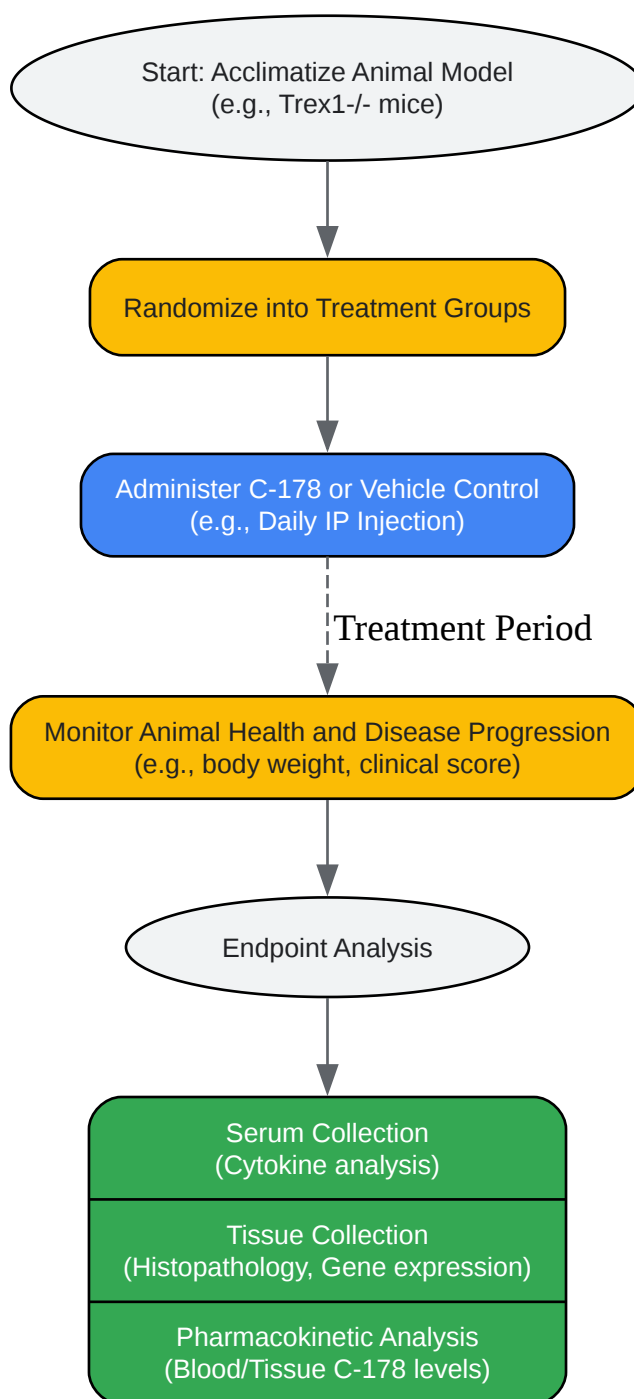 Start: Acclimatize Animal Model
(e.g., Trex1-/- mice)
Randomize into Treatment Groups
Administer C-178 or Vehicle Control
(e.g., Daily IP Injection)
Treatment Period
Monitor Animal Health and Disease Progression
(e.g., body weight, clinical score)
Endpoint Analysis
Serum Collection
(Cytokine analysis)
Tissue Collection
(Histopathology, Gene expression)
Pharmacokinetic Analysis
(Blood/Tissue C-178 levels)